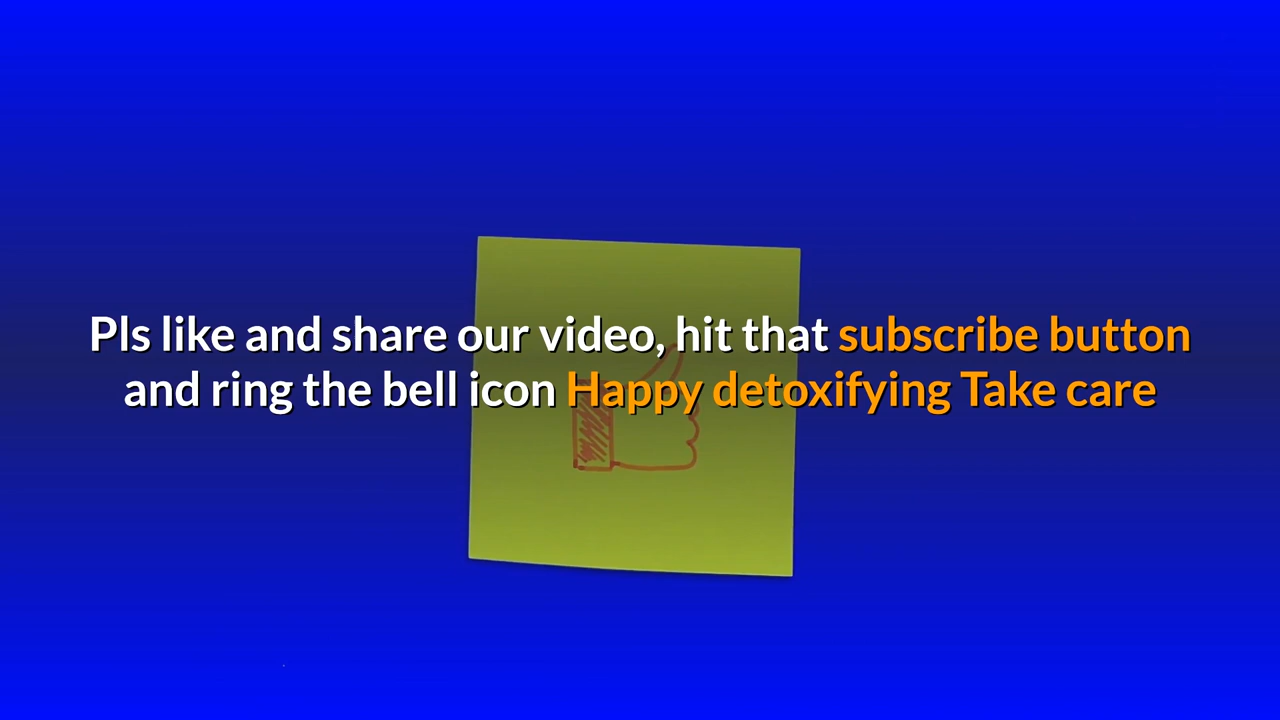 Pls like and share our video, hit that subscribe button
and ring the bell icon Happy detoxifying Take care